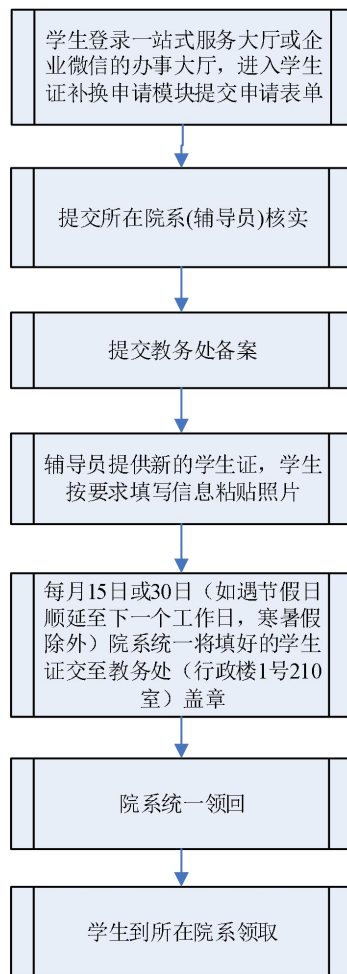 学生登录一站式服务大厅或企
业微信的办事大厅，进入学生
证补换申请模块提交申请表单
提交所在院系(辅导员)核实
提交教务处备案
辅导员提供新的学生证，学生
按要求填写信息粘贴照片
每月15日或30日（如遇节假日
顺延至下一个工作日，寒暑假
除外）院系统一将填好的学生
证交至教务处（行政楼1号210
室）盖章
院系统一领回
学生到所在院系领取